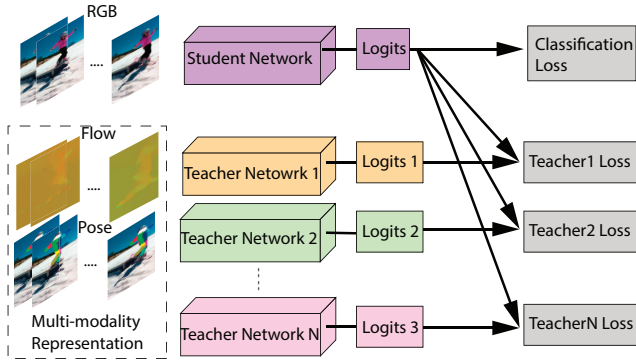 RGB
....
Student Network
Logits
Classification
Loss
Flow
....
Teacher Netowrk 1
Logits 1
Teacher1 Loss
Pose
....
Teacher Network 2
Logits 2
Teacher2 Loss
Multi-modality
Representation
Teacher Network N
Logits 3
TeacherN Loss